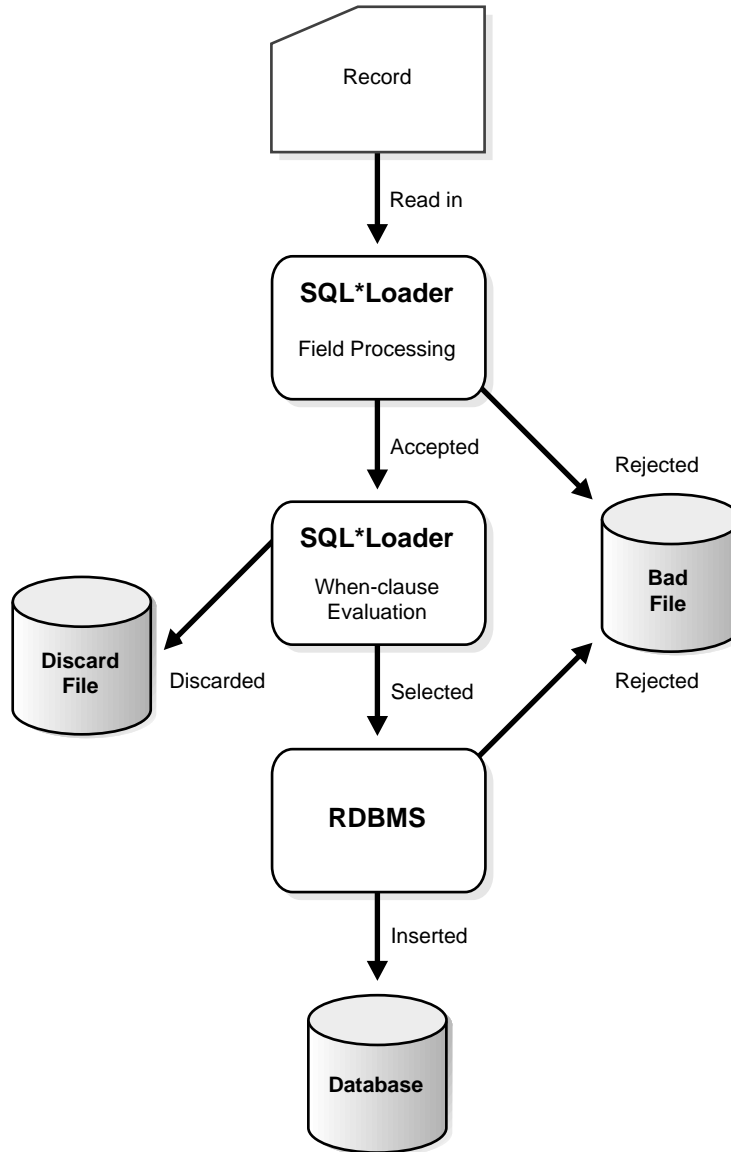 Record
Read in
SQL*Loader
Field Processing
Accepted
Rejected
SQL*Loader
When-clause
Evaluation
Bad
File
Discard
File
Discarded
Selected
Rejected
RDBMS
Inserted
Database